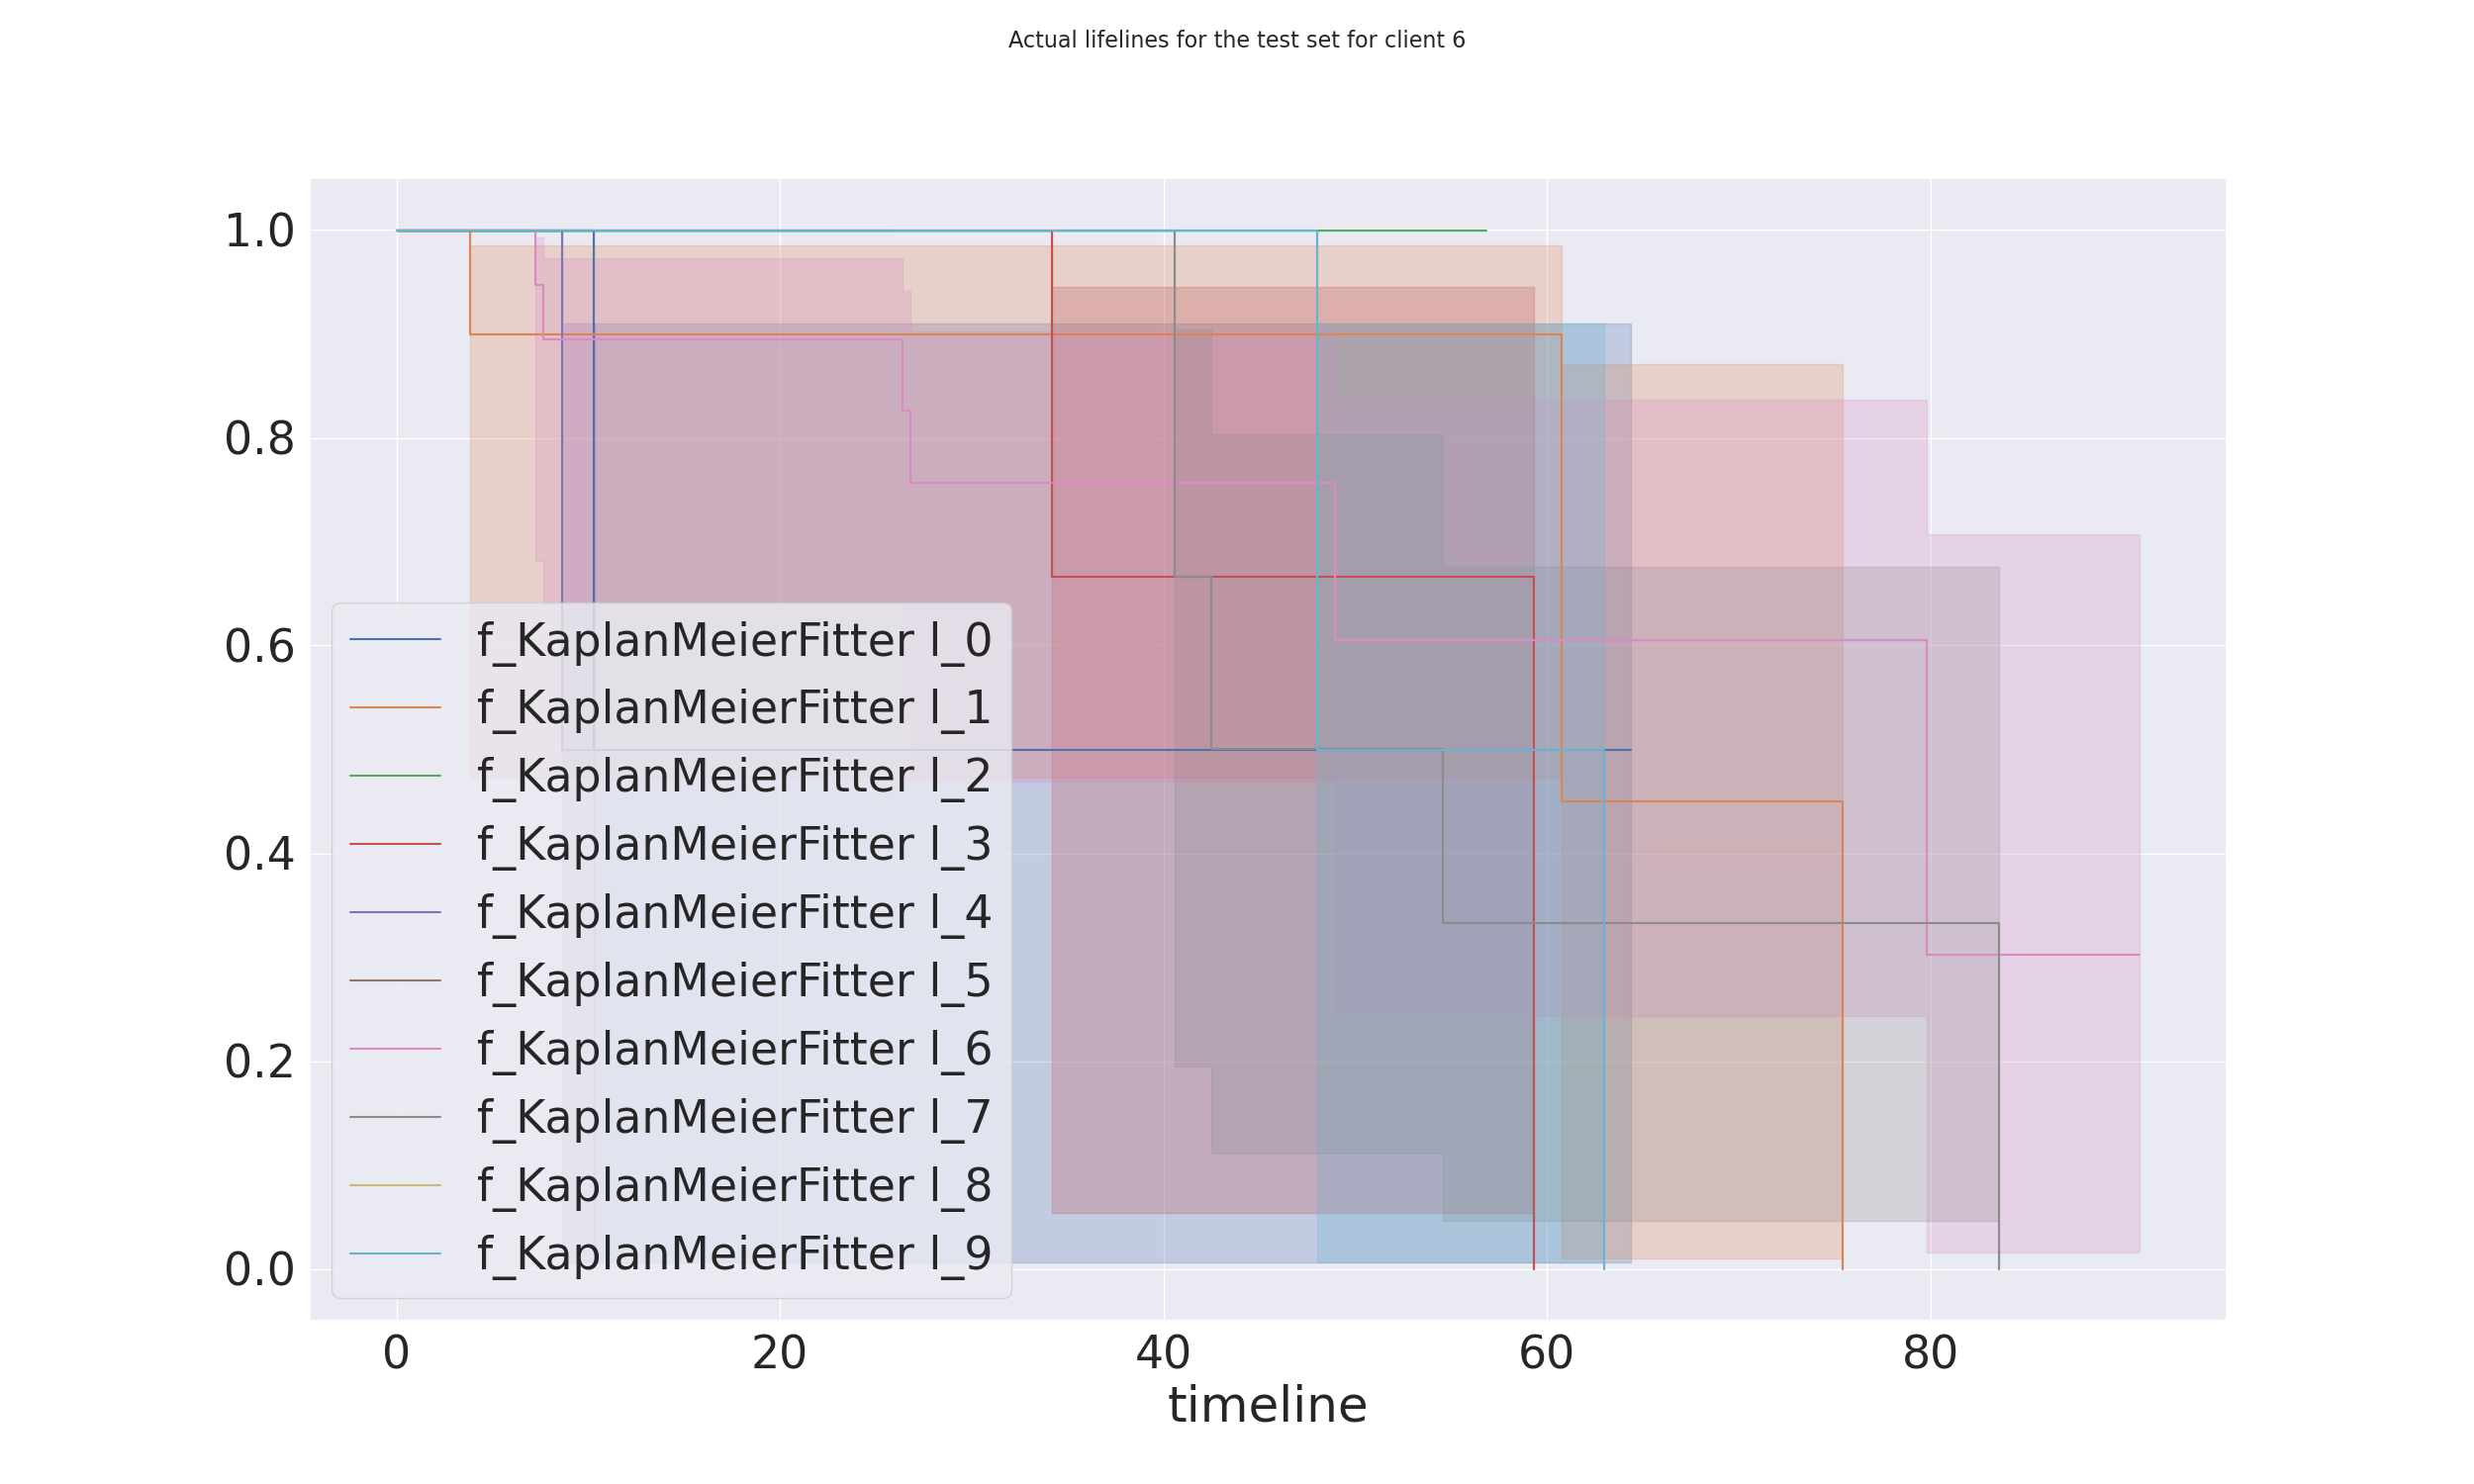 Actual lifelines for the test set for client 6
1.0
0.8
0.6
0.4
0.2
0.0
f_KaplanMeierFitter l_0
f_KaplanMeierFitter l_1
f_KaplanMeierFitter l_2
f_KaplanMeierFitter l_3
f_KaplanMeierFitter l_4
f_KaplanMeierFitter l_5
f_KaplanMeierFitter l_6
f_KaplanMeierFitter l_7
f_KaplanMeierFitter l_8
f_KaplanMeierFitter l_9
0 20 40 60 80
timeline